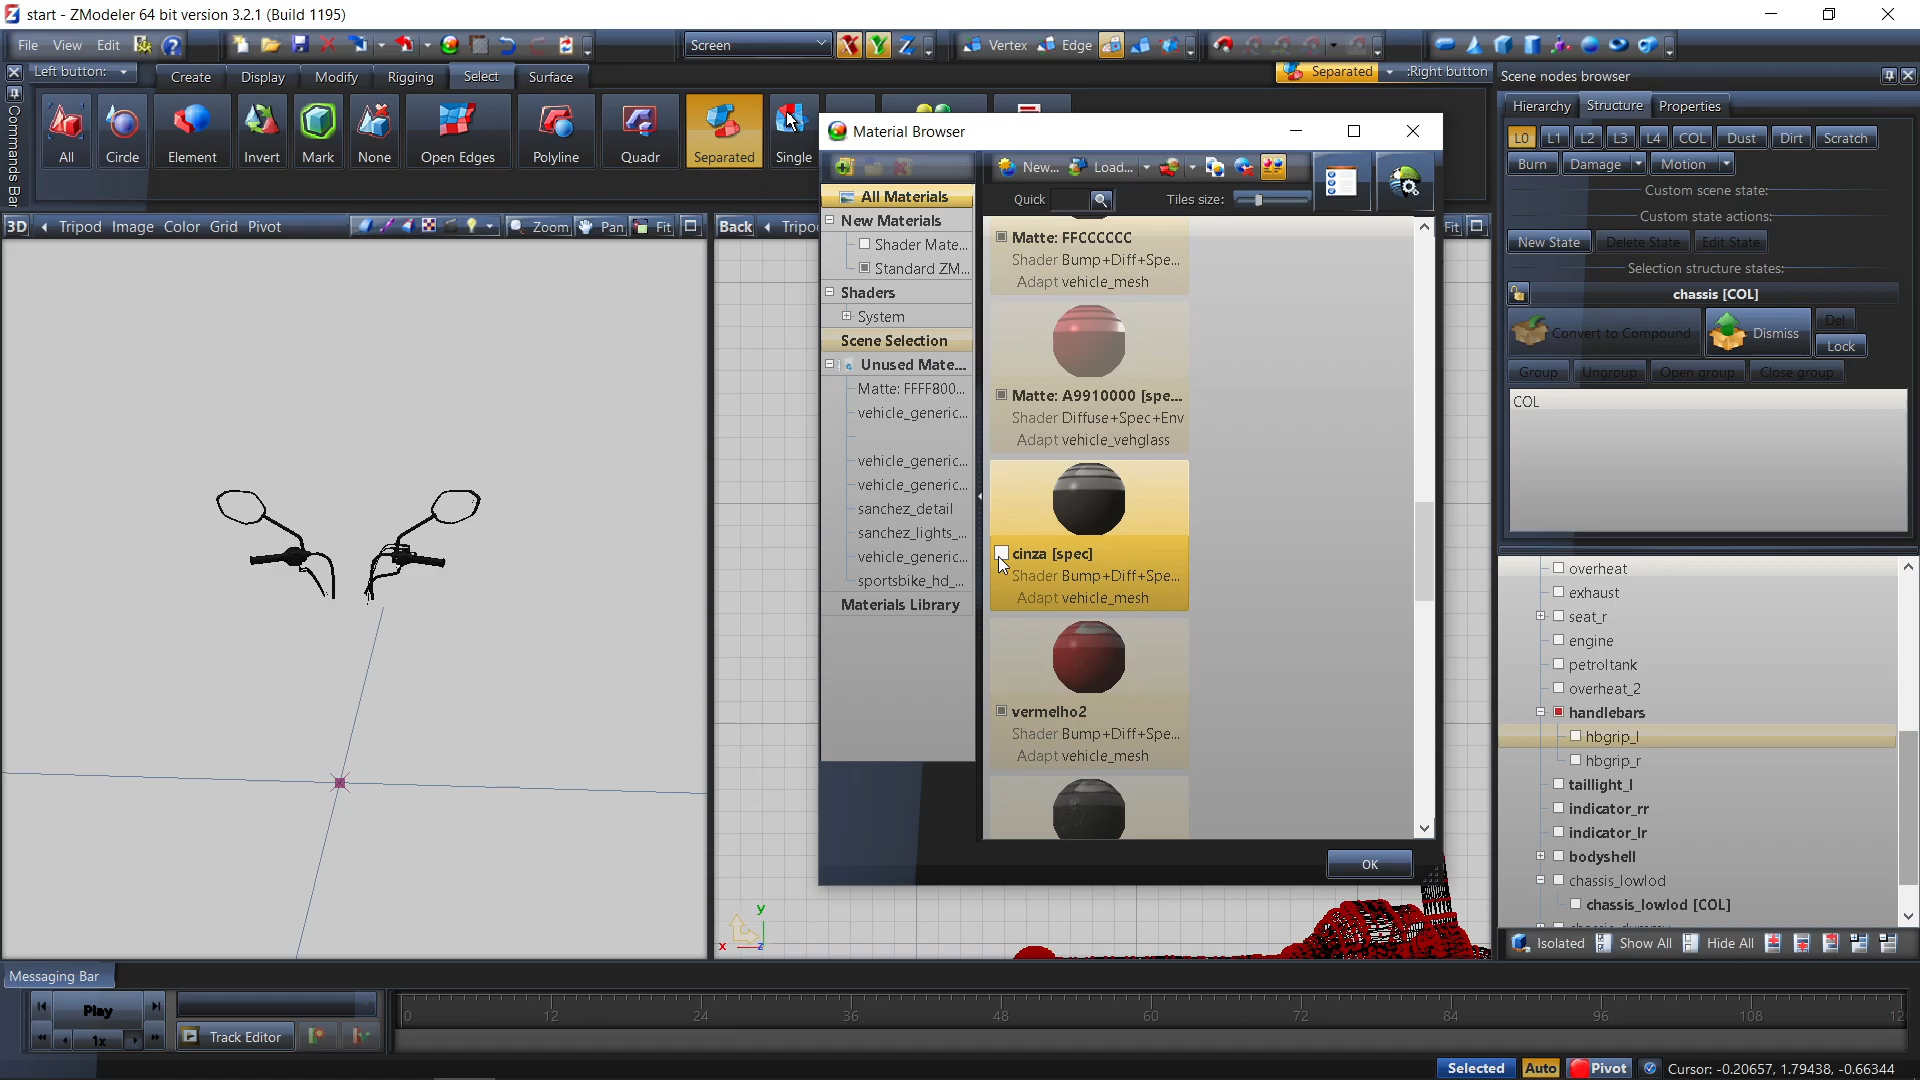 start - ZModeler 64 bit version 3.2.1 (Build 1195)
File View Edit
Screen
Vertex Edge
Left button:
Create Display Modify Rigging Select Surface
Separated :Right button
All Circle Element Invert Mark None Open Edges Polyline Quadr Separated Single
3D Tripod Image Color Grid Pivot Zoom Pan Fit
Back Tripo
Fit
Commands Bar
Material Browser
New... Load...
Quick Tiles size:
All Materials
New Materials
Shader Mate...
Standard ZM...
Shaders
System
Scene Selection
Unused Mate...
Matte: FFFF800...
vehicle_generic...
vehicle_generic...
vehicle_generic...
sanchez_detail
sanchez_lights_...
vehicle_generic...
sportsbike_hd_...
Materials Library
Matte: FFCCCCCC
Shader Bump+Diff+Spe...
Adapt vehicle_mesh
Matte: A9910000 [spe...
Shader Diffuse+Spec+Env
Adapt vehicle_vehglass
cinza [spec]
Shader Bump+Diff+Spe...
Adapt vehicle_mesh
vermelho2
Shader Bump+Diff+Spe...
Adapt vehicle_mesh
OK
Scene nodes browser
Hierarchy Structure Properties
L0 L1 L2 L3 L4 COL Dust Dirt Scratch
Burn Damage Motion
Custom scene state:
Custom state actions:
New State Delete State Edit State
Selection structure states:
chassis [COL]
Convert to Compound Dismiss Del
Lock
Group Ungroup Open group Close group
COL
overheat
exhaust
seat_r
engine
petroltank
overheat_2
handlebars
hbgrip_l
hbgrip_r
taillight_l
indicator_rr
indicator_lr
bodyshell
chassis_lowlod
chassis_lowlod [COL]
Isolated Show All Hide All
y
x
z
Messaging Bar
Play
1x
Track Editor
0 12 24 36 48 60 72 84 96 108 12
Selected Auto Pivot Cursor: -0.20657, 1.79438, -0.66344